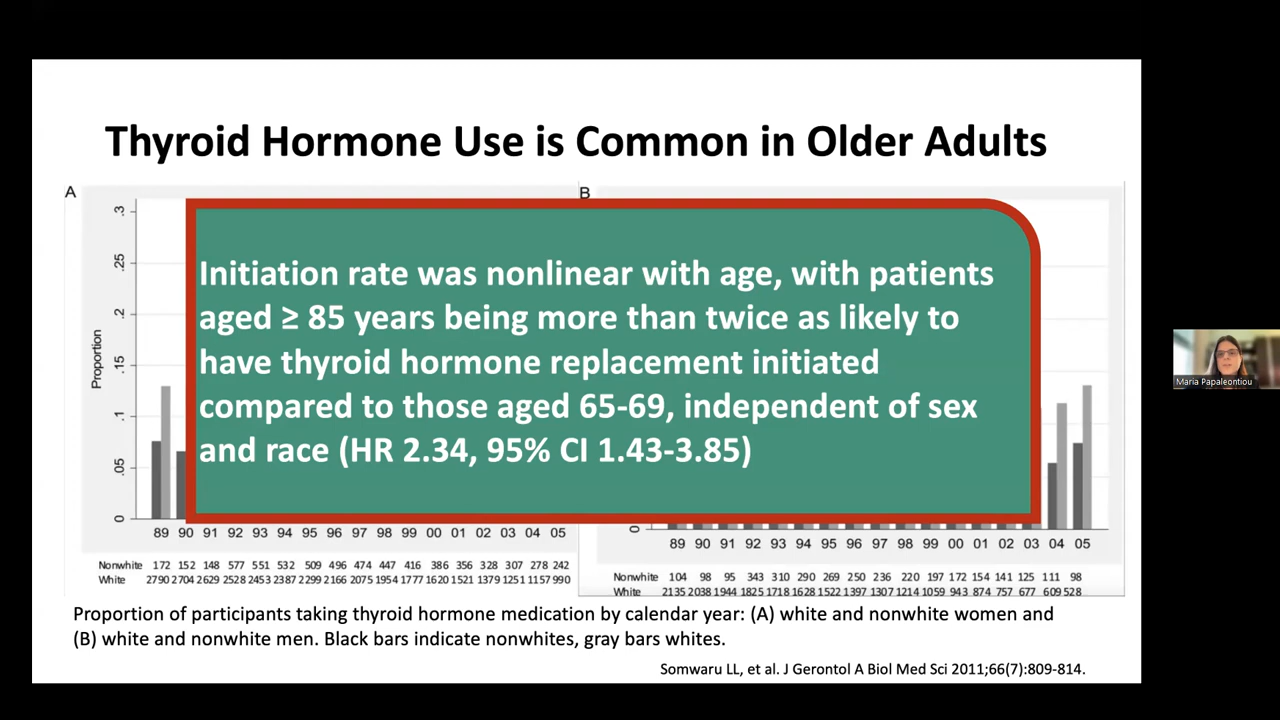 Thyroid Hormone Use is Common in Older Adults
A
B
.3
.25
.2
.15
.1
.05
0
Proportion
Initiation rate was nonlinear with age, with patients
aged ≥ 85 years being more than twice as likely to
have thyroid hormone replacement initiated
compared to those aged 65-69, independent of sex
and race (HR 2.34, 95% CI 1.43-3.85)
89 90 91 92 93 94 95 96 97 98 99 00 01 02 03 04 05
Nonwhite 172 152 148 577 551 532 509 496 474 447 416 386 356 328 307 278 242
White 2790 2704 2629 2528 2453 2387 2299 2166 2075 1954 1777 1620 1521 1379 1251 1157 990
0
89 90 91 92 93 94 95 96 97 98 99 00 01 02 03 04 05
Nonwhite 104 98 95 343 310 290 269 250 236 220 197 172 154 141 125 111 98
White 2135 2038 1944 1825 1718 1628 1522 1397 1307 1214 1059 943 874 757 677 609 528
Proportion of participants taking thyroid hormone medication by calendar year: (A) white and nonwhite women and
(B) white and nonwhite men. Black bars indicate nonwhites, gray bars whites.
Somwaru LL, et al. J Gerontol A Biol Med Sci 2011;66(7):809-814.
Maria Papaleontiou